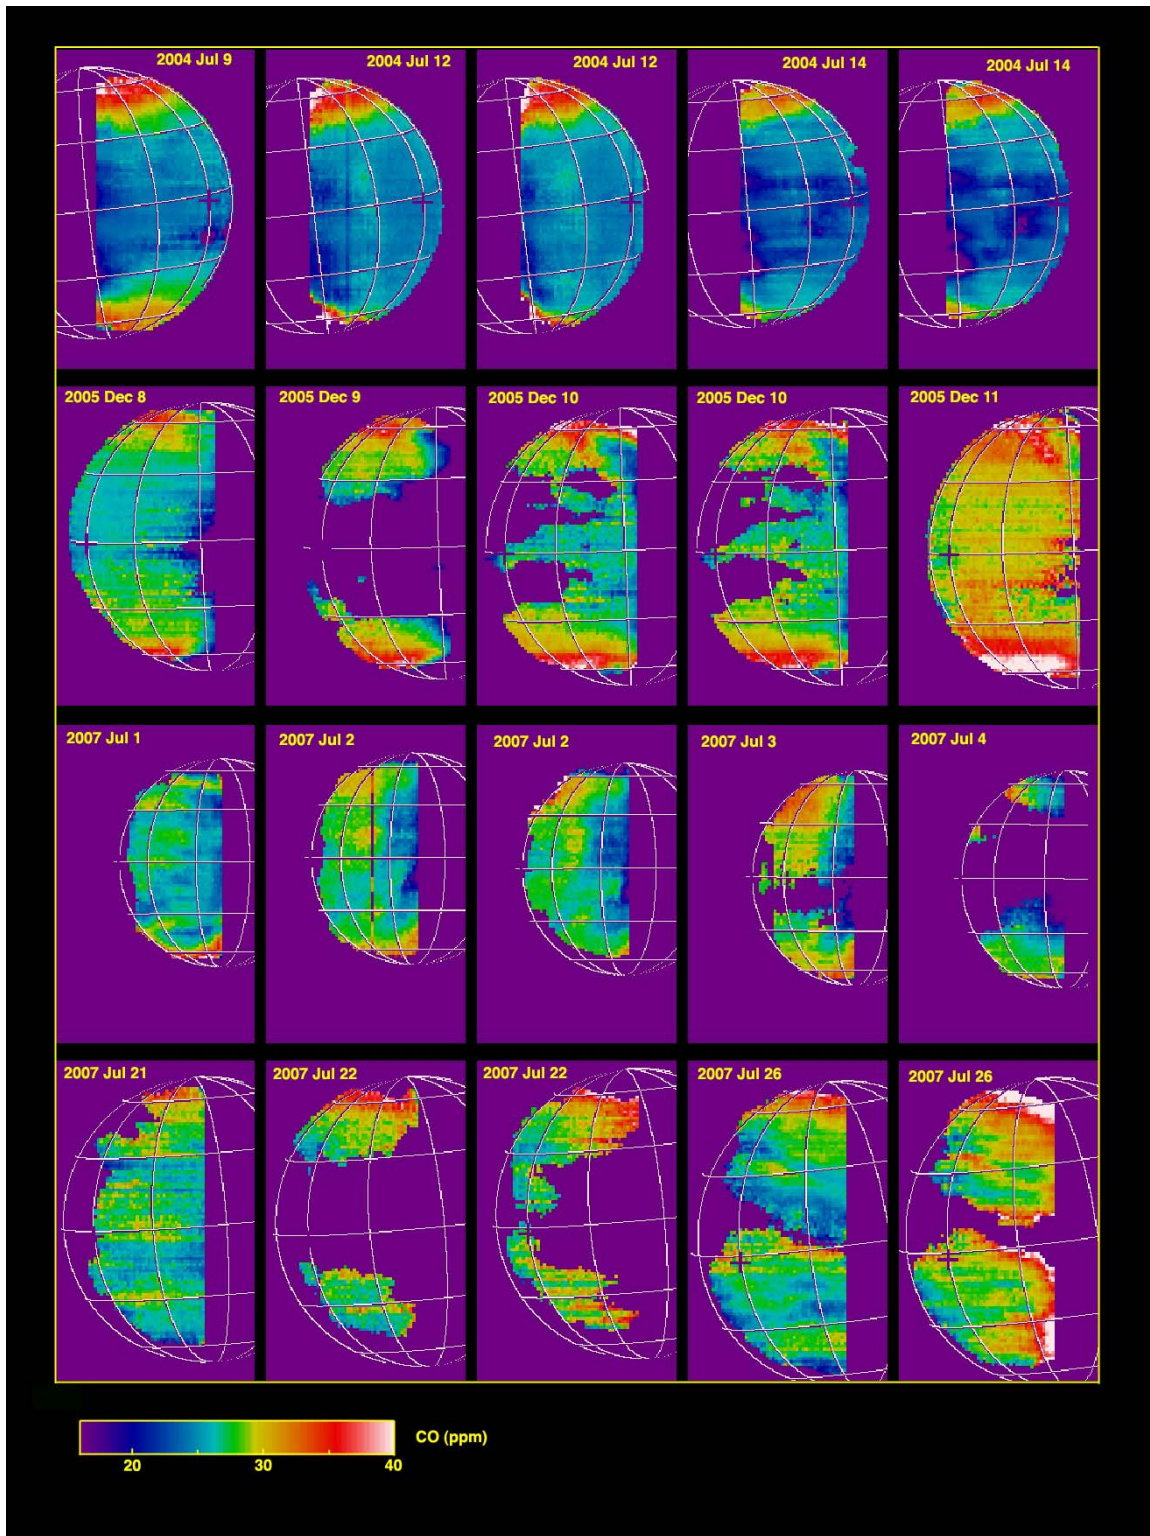 2004 Jul 9
2004 Jul 12
2004 Jul 12
2004 Jul 14
2004 Jul 14
2005 Dec 8
2005 Dec 9
2005 Dec 10
2005 Dec 10
2005 Dec 11
2007 Jul 1
2007 Jul 2
2007 Jul 2
2007 Jul 3
2007 Jul 4
2007 Jul 21
2007 Jul 22
2007 Jul 22
2007 Jul 26
2007 Jul 26
CO (ppm)
20 30 40